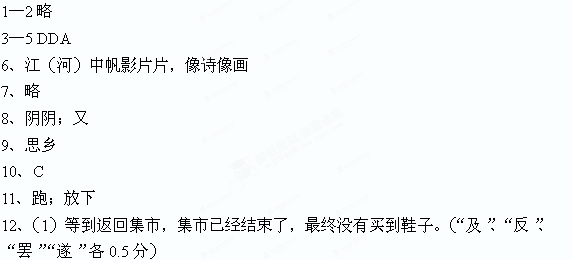 1—2 略
3—5 DDA
6、江（河）中帆影片片，像诗像画
7、略
8、阴阴；又
9、思乡
10、C
11、跑；放下
12、（1）等到返回集市，集市已经结束了，最终没有买到鞋子。（“及”、“反”、
“罢”“遂”各 0.5 分）